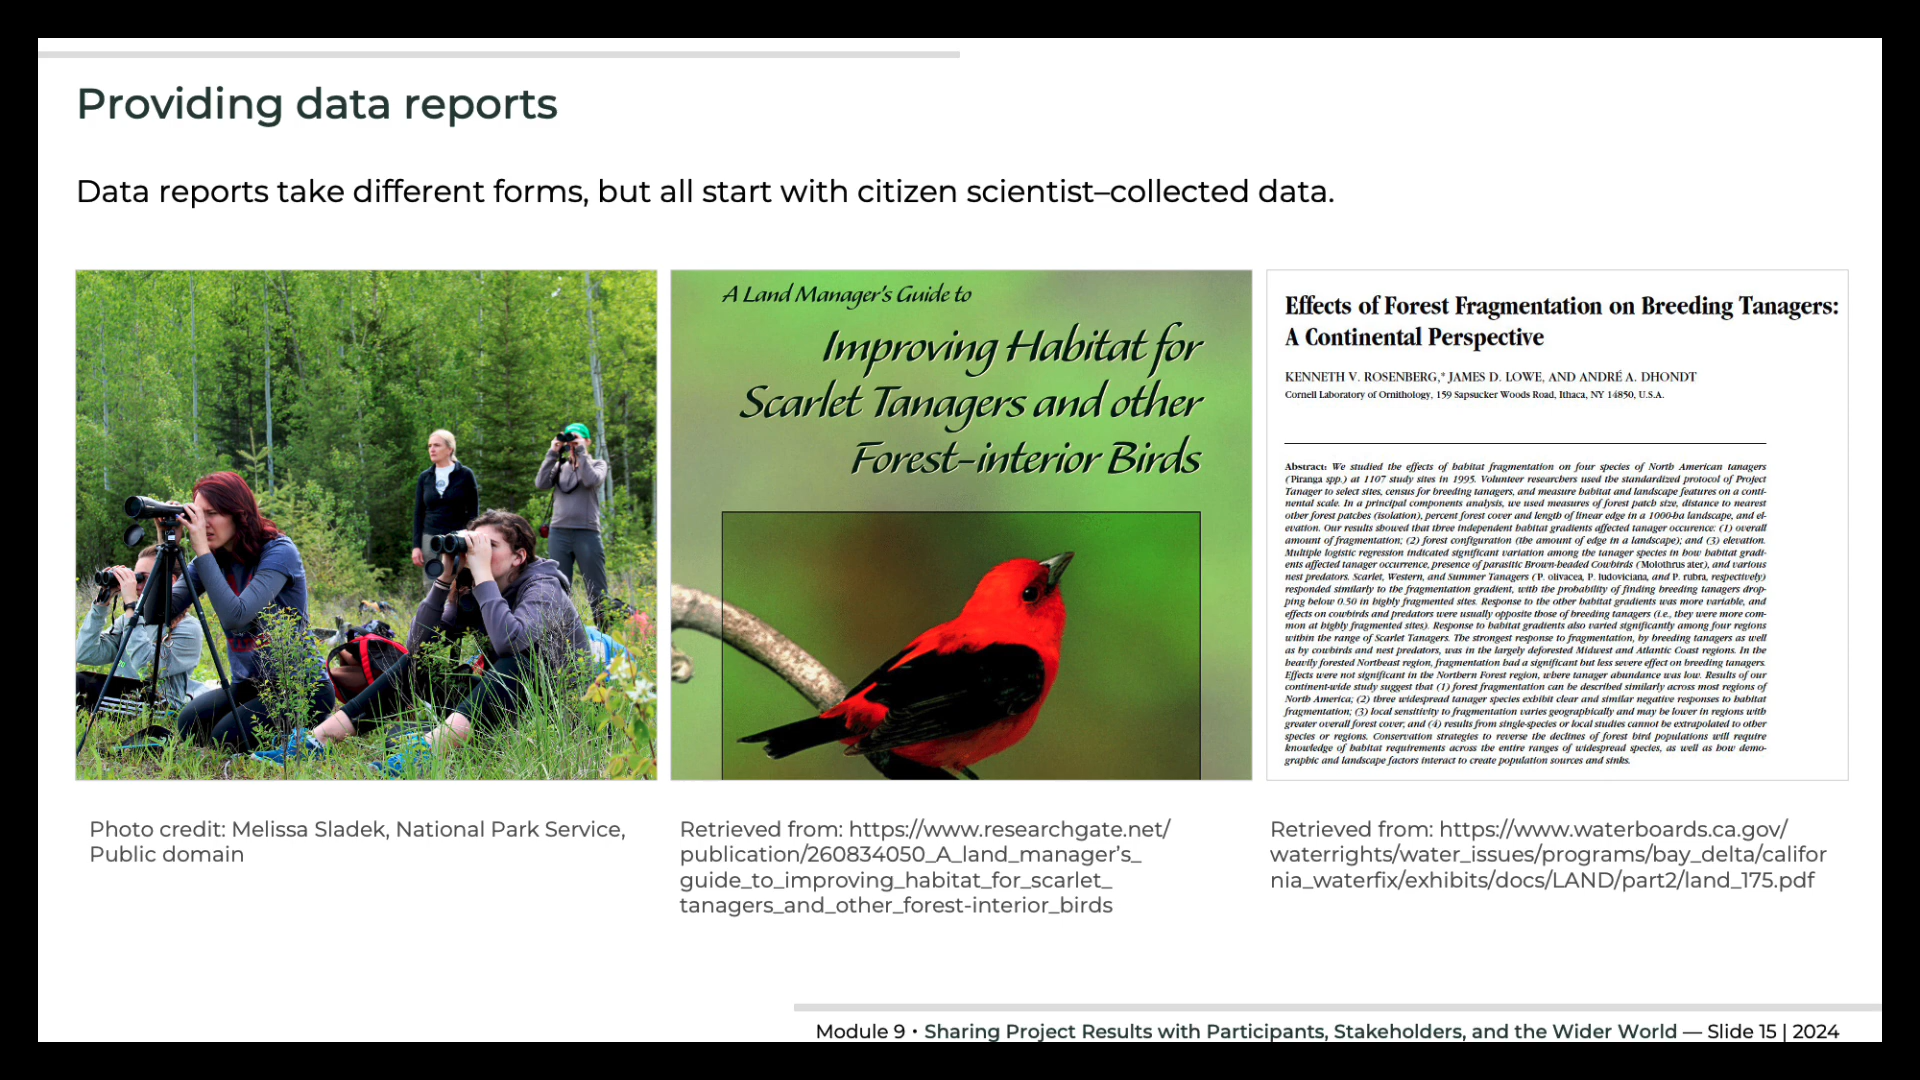 Providing data reports
Data reports take different forms, but all start with citizen scientist–collected data.
A Land Manager's Guide to
Improving Habitat for
Scarlet Tanagers and other
Forest-interior Birds
Effects of Forest Fragmentation on Breeding Tanagers:
A Continental Perspective
KENNETH V. ROSENBERG,* JAMES D. LOWE, AND ANDRÉ A. DHONDT
Cornell Laboratory of Ornithology, 159 Sapsucker Woods Road, Ithaca, NY 14850, U.S.A.
Abstract: We studied the effects of habitat fragmentation on four species of North American tanagers
(Piranga spp.) at 1107 study sites in 1995. Volunteer researchers used the standardized protocol of Project
Tanager to select sites, census for breeding tanagers, and measure habitat and landscape features on a conti-
nental scale. In a principal components analysis, we used measures of forest patch size, distance to nearest
other forest patches (isolation), percent forest cover and length of linear edge in a 1000-ha landscape, and el-
evation. Our results showed that three independent habitat gradients affected tanager occurence: (1) overall
amount of fragmentation; (2) forest configuration (the amount of edge in a landscape); and (3) elevation.
Multiple logistic regression indicated significant variation among the tanager species in how habitat gradi-
ents affected tanager occurrence, presence of parasitic Brown-headed Cowbirds (Molothrus ater), and various
nest predators. Scarlet, Western, and Summer Tanagers (P. olivacea, P. ludoviciana, and P. rubra, respectively)
responded similarly to the fragmentation gradient, with the probability of finding breeding tanagers drop-
ping below 0.50 in highly fragmented sites. Response to the other habitat gradients was more variable, and
effects on cowbirds and predators were usually opposite those of breeding tanagers (i.e., they were more com-
mon at highly fragmented sites). Response to habitat gradients also varied significantly among four regions
within the range of Scarlet Tanagers. The strongest response to fragmentation, by breeding tanagers as well
as by cowbirds and nest predators, was in the largely deforested Midwest and Atlantic Coast regions. In the
heavily forested Northeast region, fragmentation had a significant but less severe effect on breeding tanagers.
Effects were not significant in the Northern Forest region, where tanager abundance was low. Results of our
continent-wide study suggest that (1) forest fragmentation can be described similarly across most regions of
North America; (2) three widespread tanager species exhibit clear and similar negative responses to habitat
fragmentation; (3) local sensitivity to fragmentation varies geographically and may be lower in regions with
greater overall forest cover; and (4) results from single-species or local studies cannot be extrapolated to other
species or regions. Conservation strategies to reverse the declines of forest bird populations will require
knowledge of habitat requirements across the entire ranges of widespread species, as well as how demo-
graphic and landscape factors interact to create population sources and sinks.
Photo credit: Melissa Sladek, National Park Service,
Public domain
Retrieved from: https://www.researchgate.net/
publication/260834050_A_land_manager’s_
guide_to_improving_habitat_for_scarlet_
tanagers_and_other_forest-interior_birds
Retrieved from: https://www.waterboards.ca.gov/
waterrights/water_issues/programs/bay_delta/califor
nia_waterfix/exhibits/docs/LAND/part2/land_175.pdf
Module 9 • Sharing Project Results with Participants, Stakeholders, and the Wider World — Slide 15 | 2024